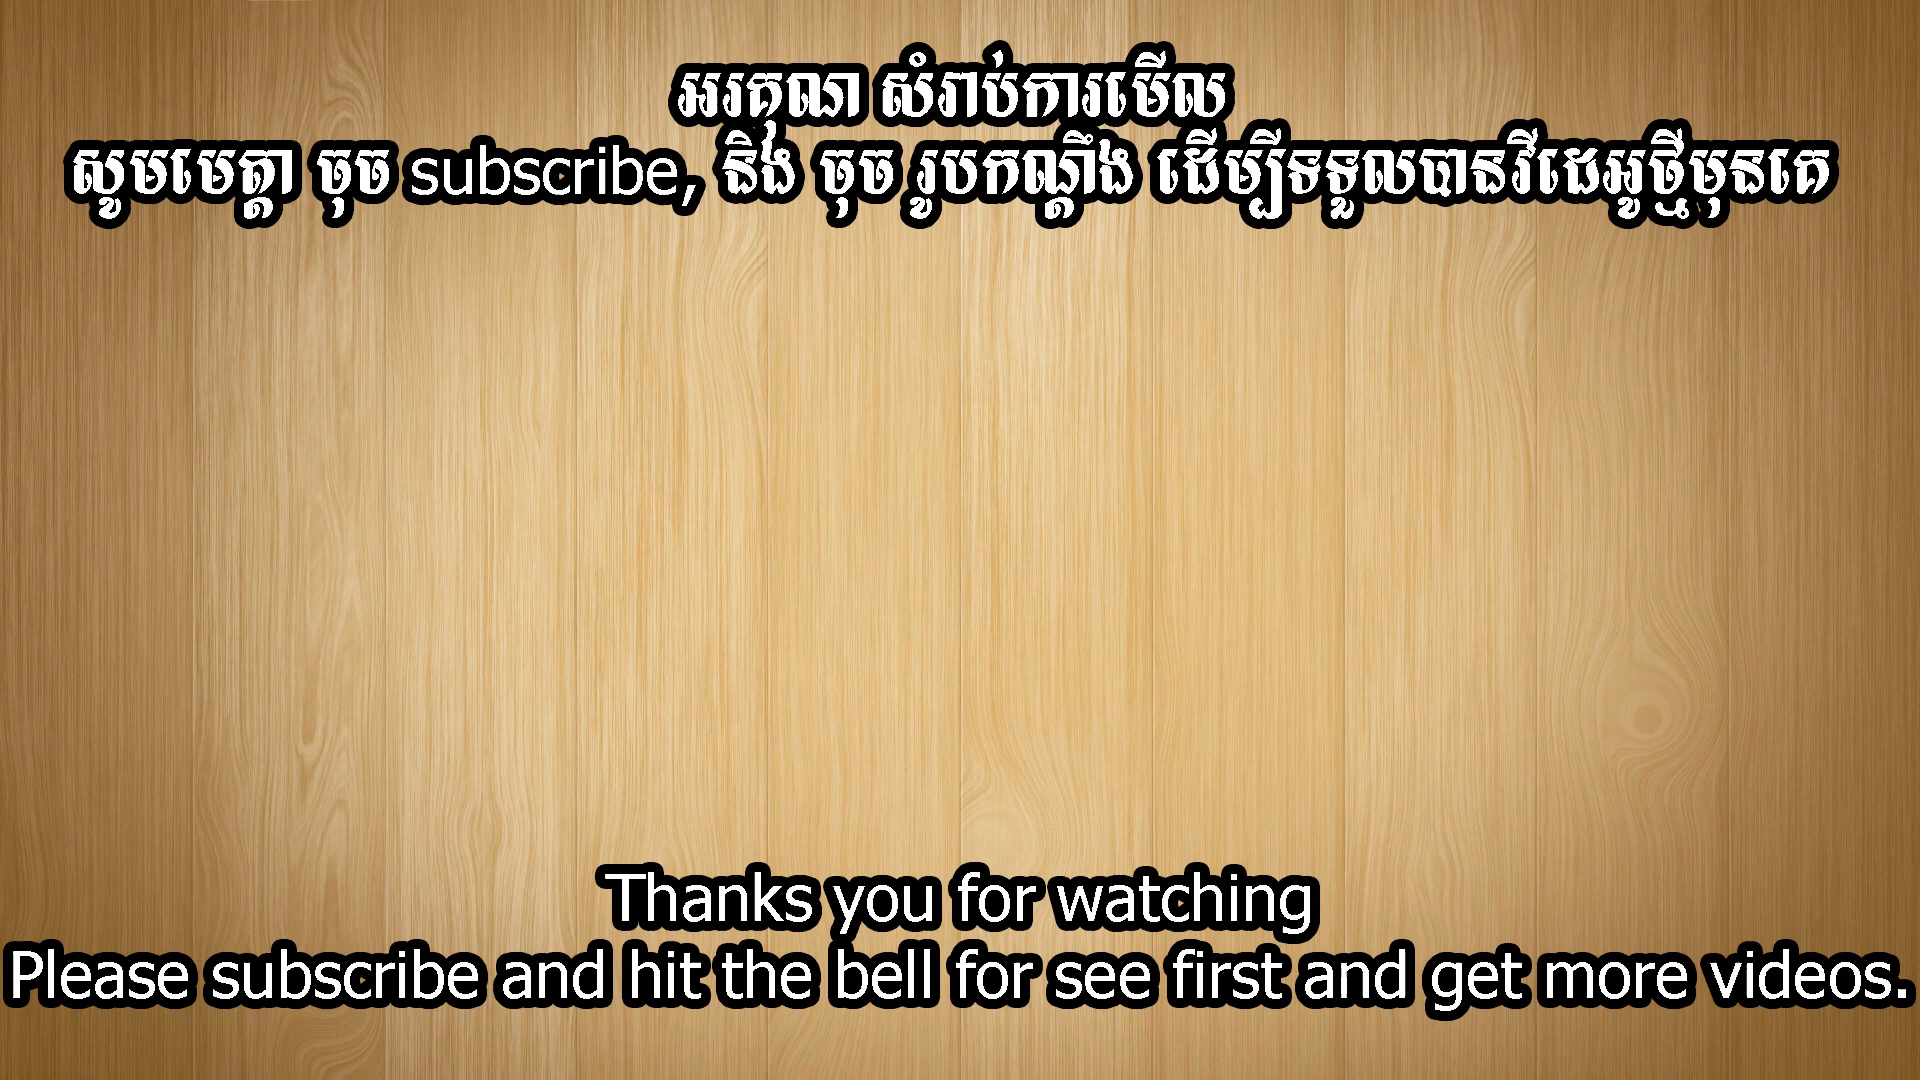 អរគុណ សំរាប់ការមើល
សូមមេត្តា ចុច subscribe, និង ចុច រូបកណ្ដឹង ដើម្បីទទួលបានវីដេអូថ្មីមុនគេ
Thanks you for watching
Please subscribe and hit the bell for see first and get more videos.